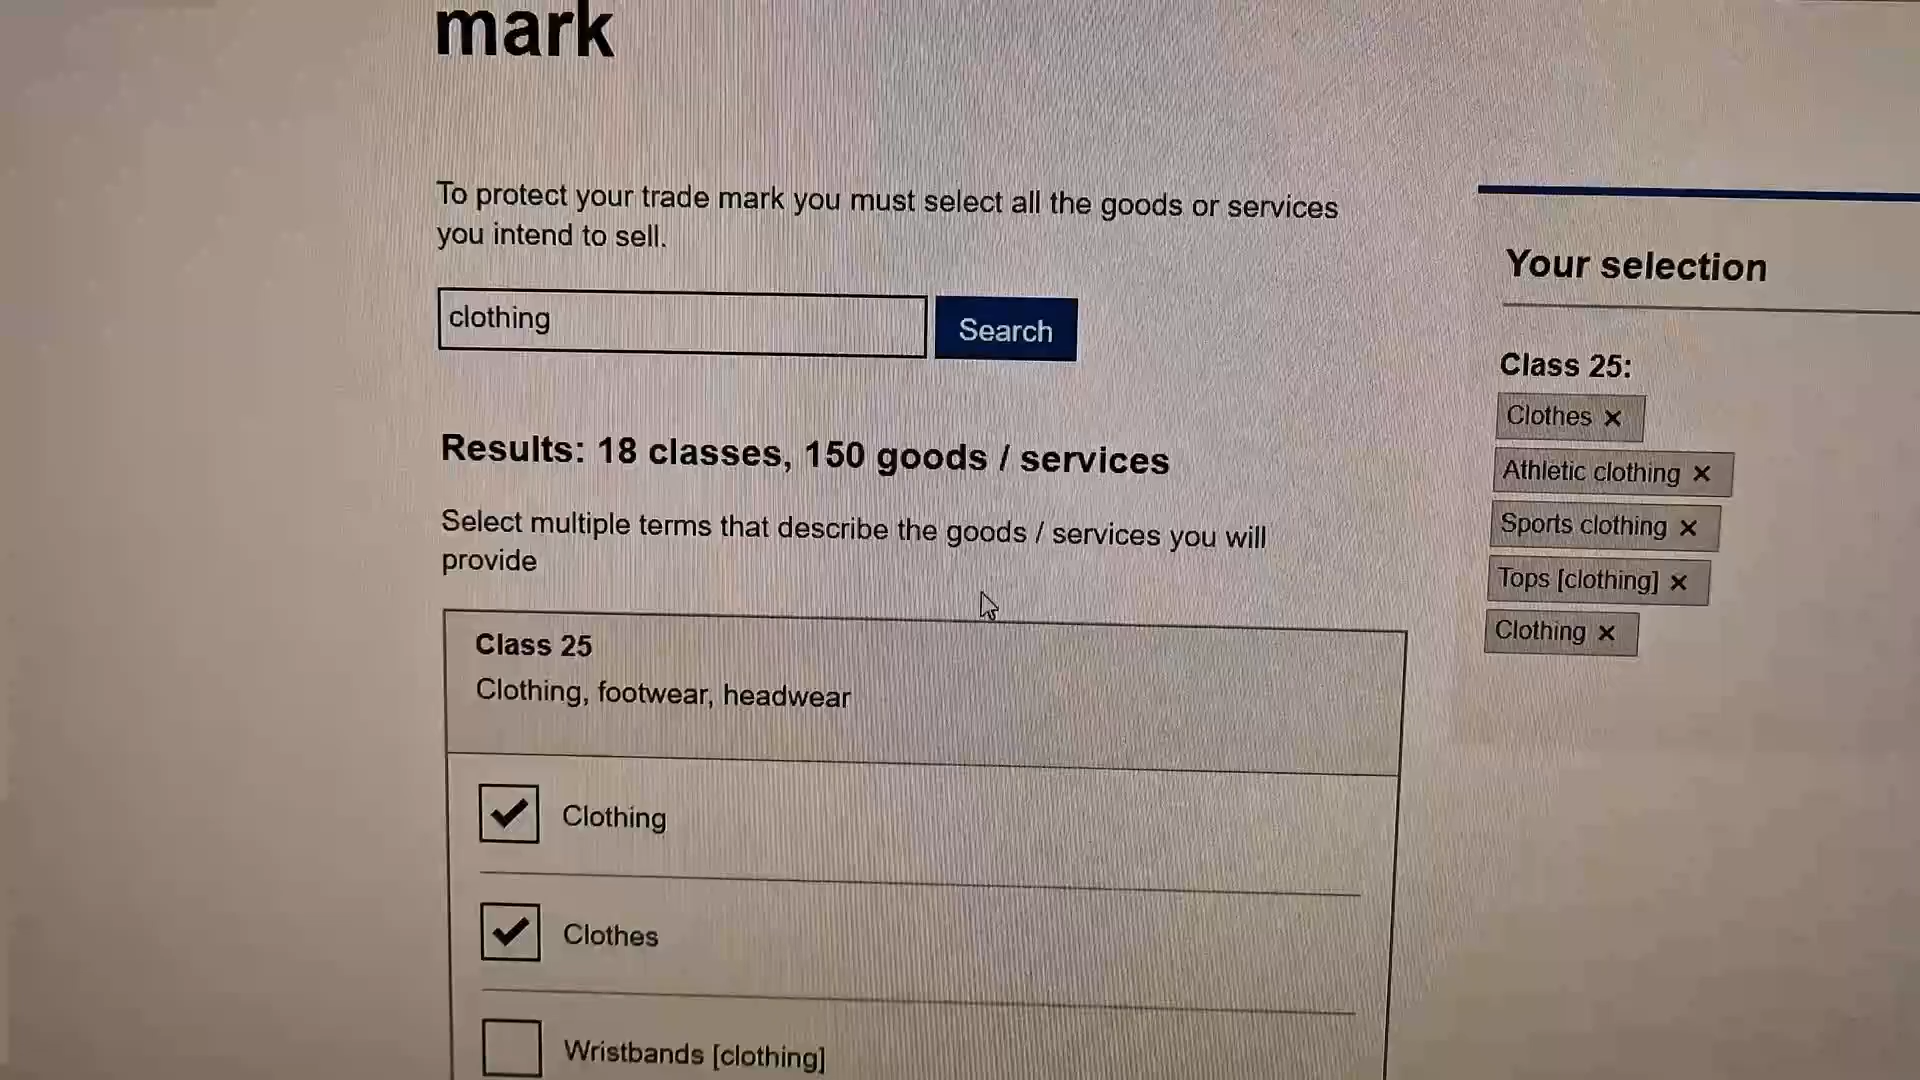 mark
To protect your trade mark you must select all the goods or services
you intend to sell.
clothing
Search
Results: 18 classes, 150 goods / services
Select multiple terms that describe the goods / services you will
provide
Class 25
Clothing, footwear, headwear
Clothing
Clothes
Wristbands [clothing]
Your selection
Class 25:
Clothes ×
Athletic clothing ×
Sports clothing ×
Tops [clothing] ×
Clothing ×